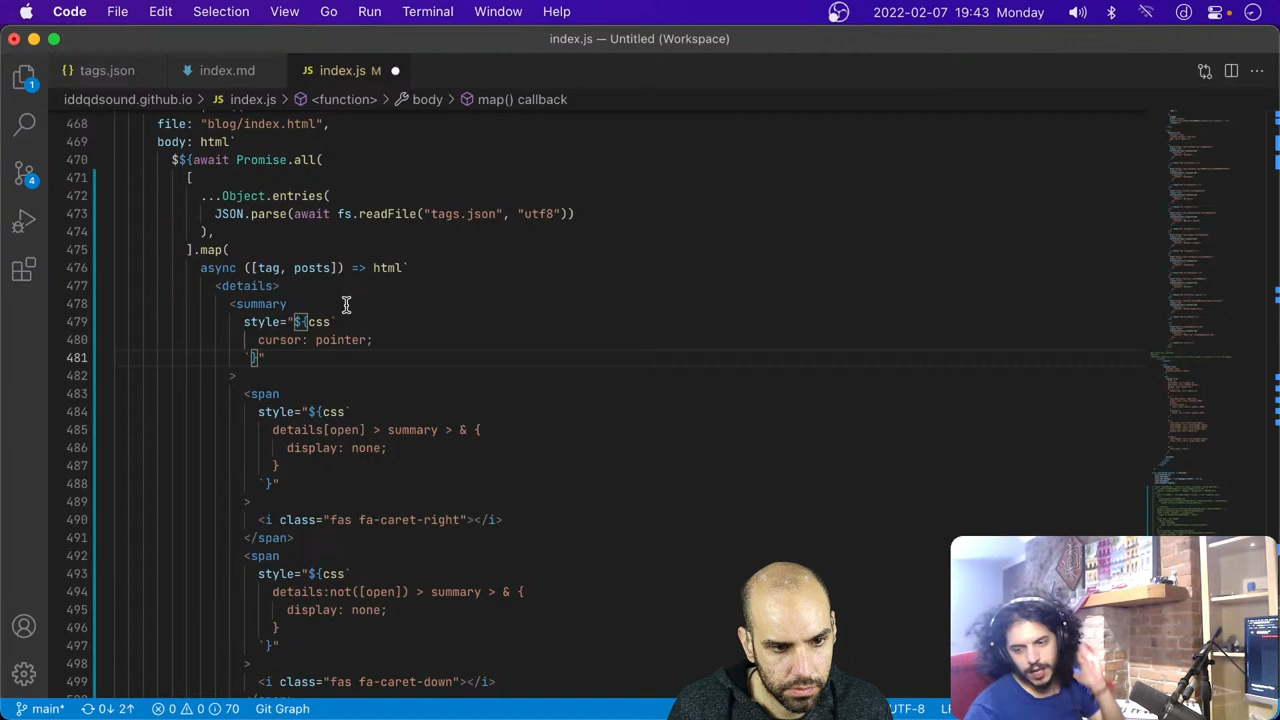 Code File Edit Selection View Go Run Terminal Window Help 2022-02-07 19:43 Monday
index.js — Untitled (Workspace)
tags.json index.md index.js M
iddqdsound.github.io > index.js > <function> > body > map() callback
468 file: "blog/index.html",
469 body: html`
470 $${await Promise.all(
471 [
472 ...Object.entries(
473 JSON.parse(await fs.readFile("tags.json", "utf8"))
474 ),
475 ].map(
476 async ([tag, posts]) => html`
477 <details>
478 <summary
479 style="${css`
480 cursor: pointer;
481 `}"
482 >
483 <span
484 style="${css`
485 details[open] > summary > & {
486 display: none;
487 }
488 `}"
489 >
490 <i class="fas fa-caret-right"></i>
491 </span>
492 <span
493 style="${css`
494 details:not([open]) > summary > & {
495 display: none;
496 }
497 `}"
498 >
499 <i class="fas fa-caret-down"></i>
1
4
main* 0↓ 2↑ 0 0 70 Git Graph UTF-8